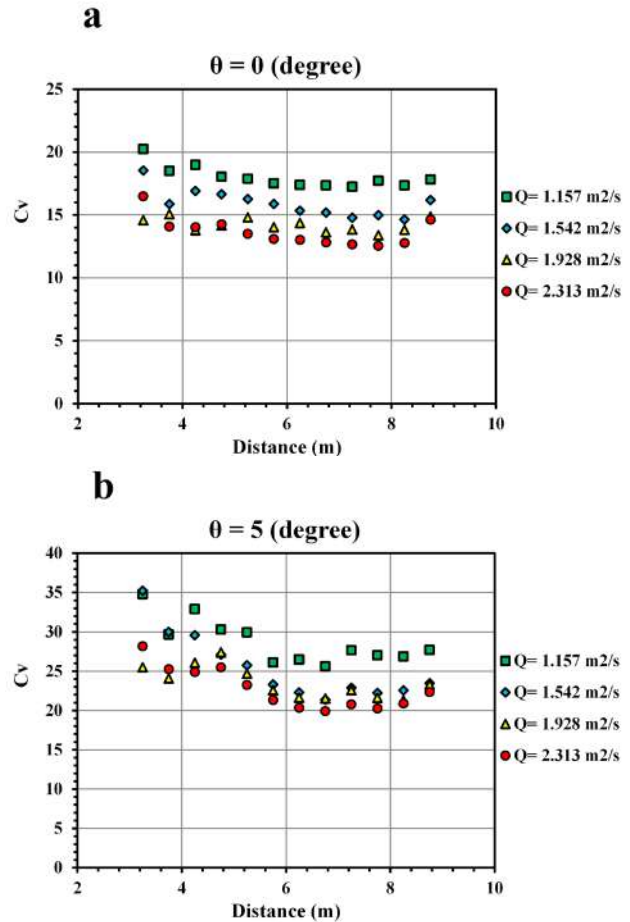 a
θ = 0 (degree)
25
20
15
10
5
0
Cv
2 4 6 8 10
Distance (m)
Q= 1.157 m2/s
Q= 1.542 m2/s
Q= 1.928 m2/s
Q= 2.313 m2/s
b
θ = 5 (degree)
40
35
30
25
20
15
10
5
0
Cv
2 4 6 8 10
Distance (m)
Q= 1.157 m2/s
Q= 1.542 m2/s
Q= 1.928 m2/s
Q= 2.313 m2/s